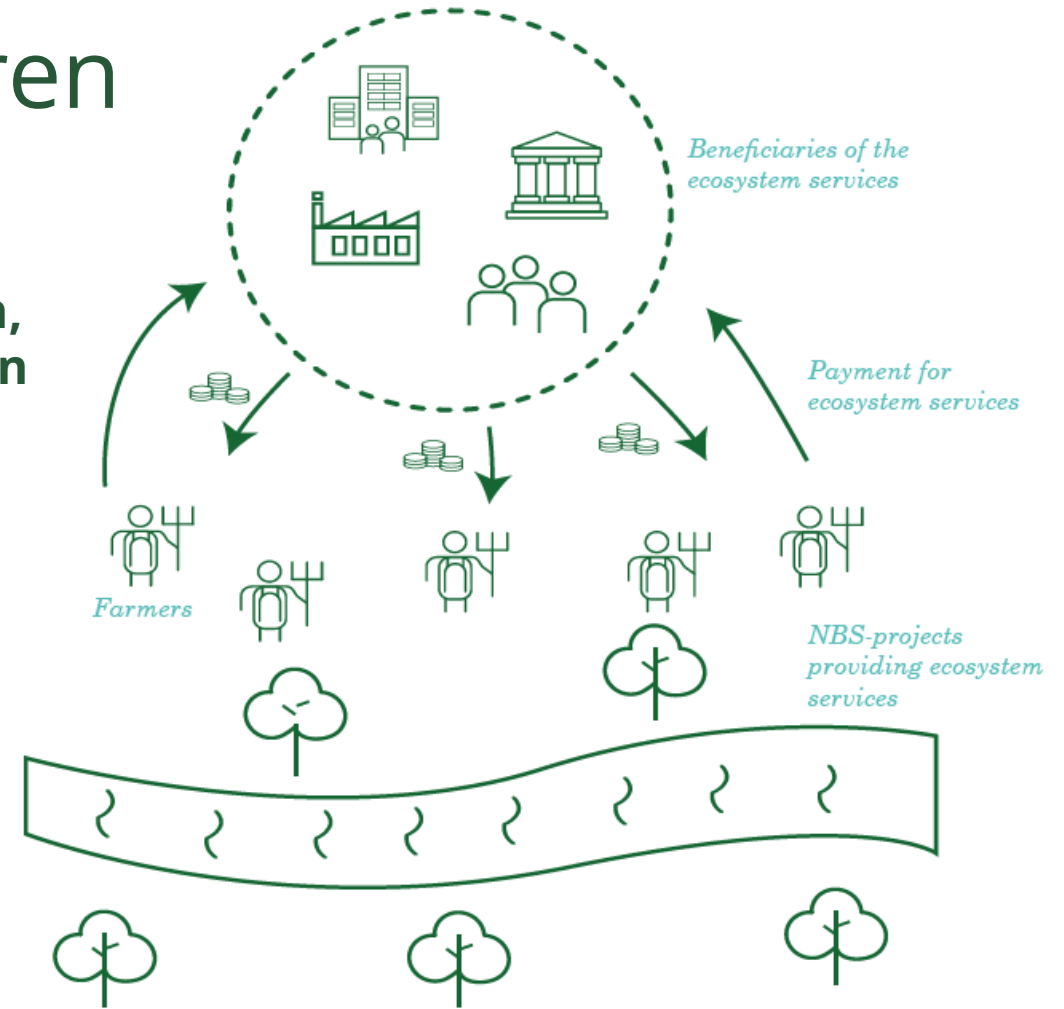 ren
n
Beneficiaries of the
ecosystem services
Payment for
ecosystem services
Farmers
NBS-projects
providing ecosystem
services